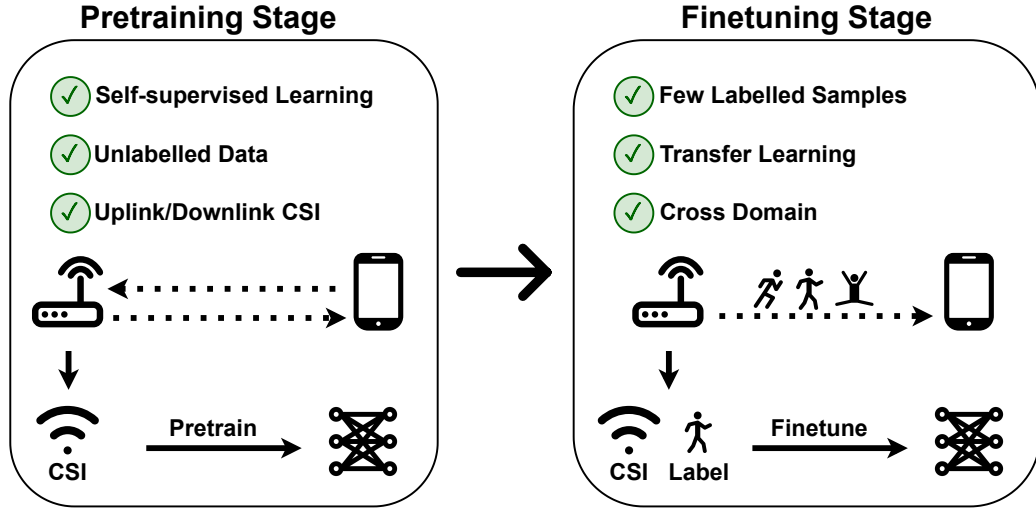 Pretraining Stage
Self-supervised Learning
Unlabelled Data
Uplink/Downlink CSI
Pretrain
CSI
Finetuning Stage
Few Labelled Samples
Transfer Learning
Cross Domain
Finetune
CSI Label